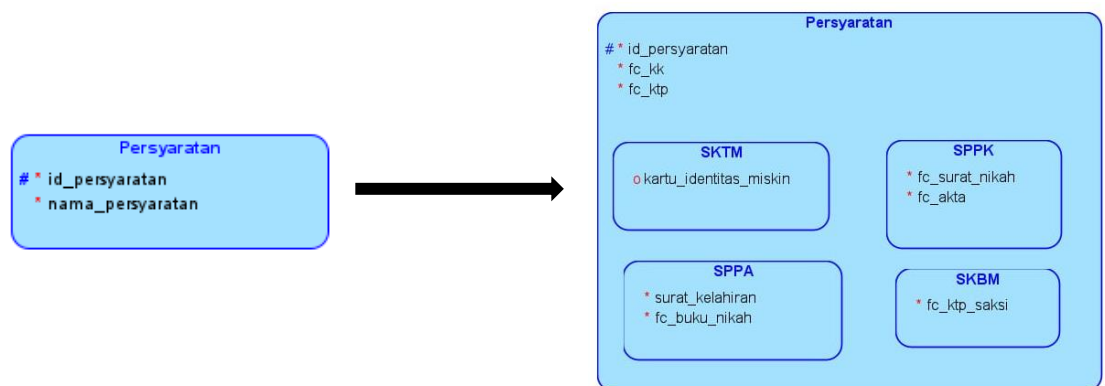 Persyaratan
# * id_persyaratan
* nama_persyaratan
Persyaratan
# * id_persyaratan
* fc_kk
* fc_ktp
SKTM
o kartu_identitas_miskin
SPPK
* fc_surat_nikah
* fc_akta
SPPA
* surat_kelahiran
* fc_buku_nikah
SKBM
* fc_ktp_saksi